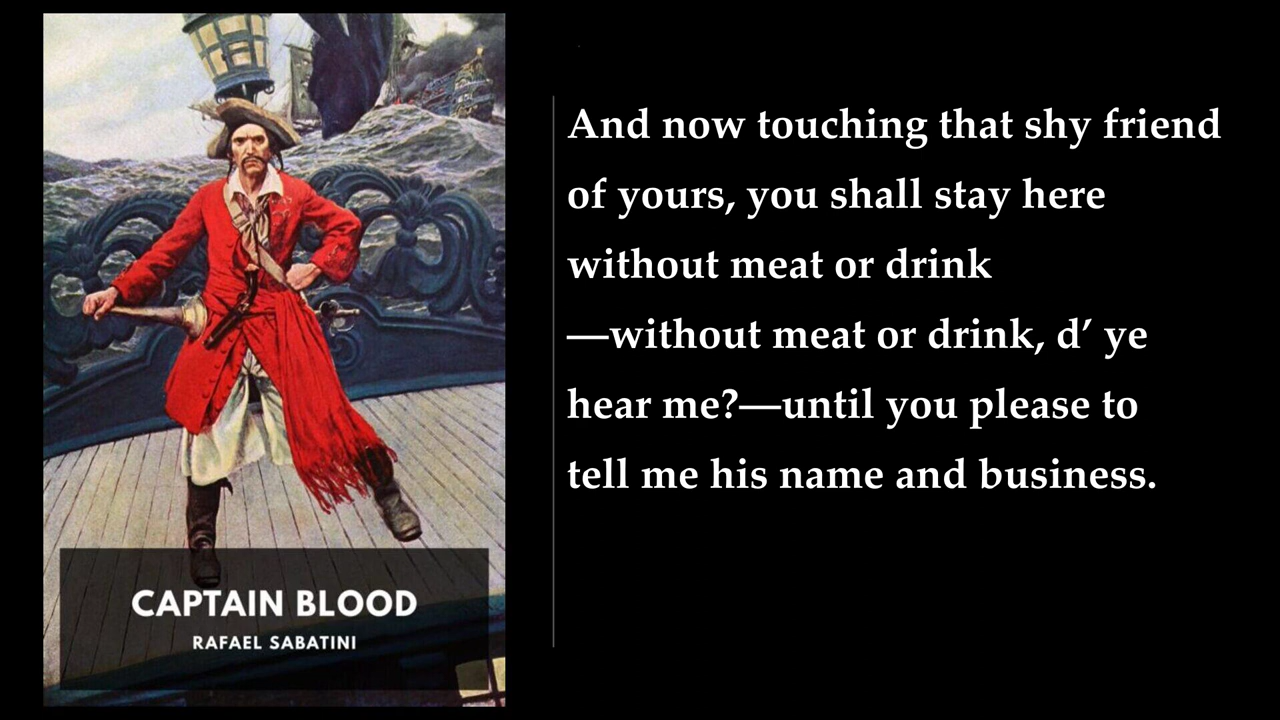 CAPTAIN BLOOD
RAFAEL SABATINI
And now touching that shy friend
of yours, you shall stay here
without meat or drink
—without meat or drink, d’ ye
hear me?—until you please to
tell me his name and business.